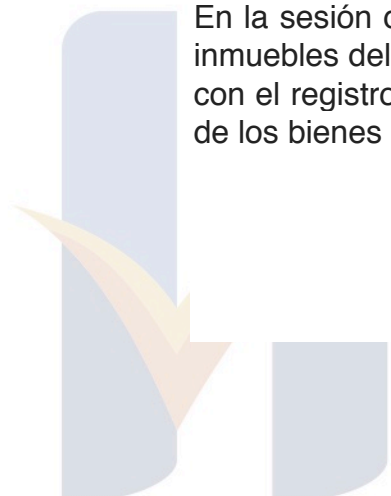 En la sesión
inmuebles del
con el registro
de los bienes